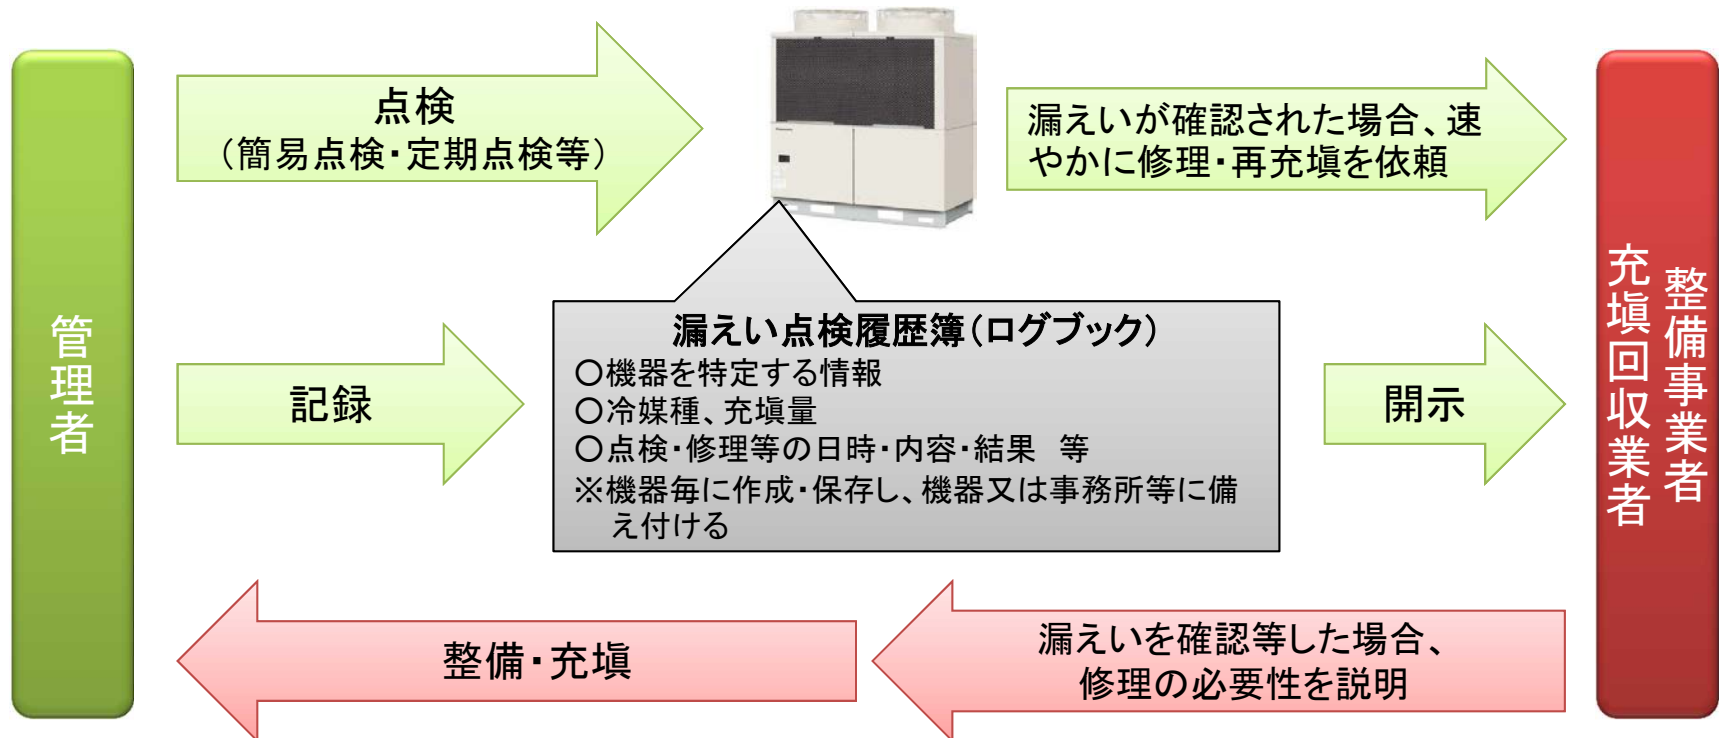 管理者
点検
（簡易点検・定期点検等）
漏えいが確認された場合、速
やかに修理・再充塡を依頼
記録
漏えい点検履歴簿（ログブック）
○機器を特定する情報
○冷媒種、充塡量
○点検・修理等の日時・内容・結果　等
※機器毎に作成・保存し、機器又は事務所等に備
え付ける
開示
整備・充塡
漏えいを確認等した場合、
修理の必要性を説明
整備事業者
充塡回収業者